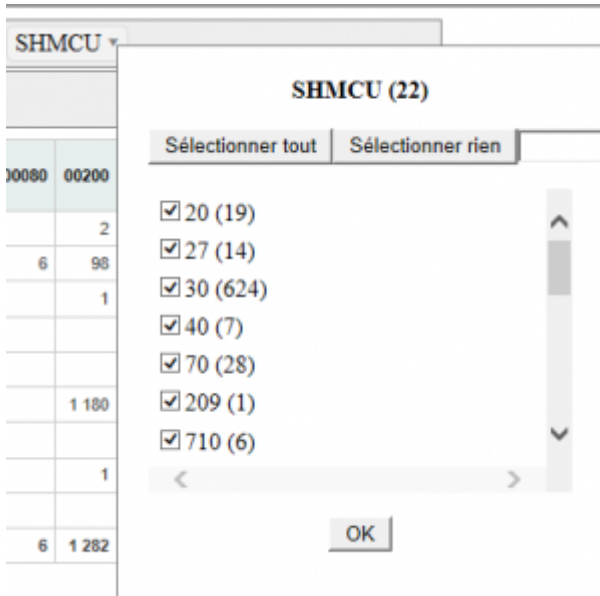 SHMCU
SHMCU (22)
Sélectionner tout Sélectionner rien
00080 00200
20 (19)
2
27 (14)
6 98
30 (624)
1
40 (7)
70 (28)
209 (1)
1 180
710 (6)
1
OK
6 1 282